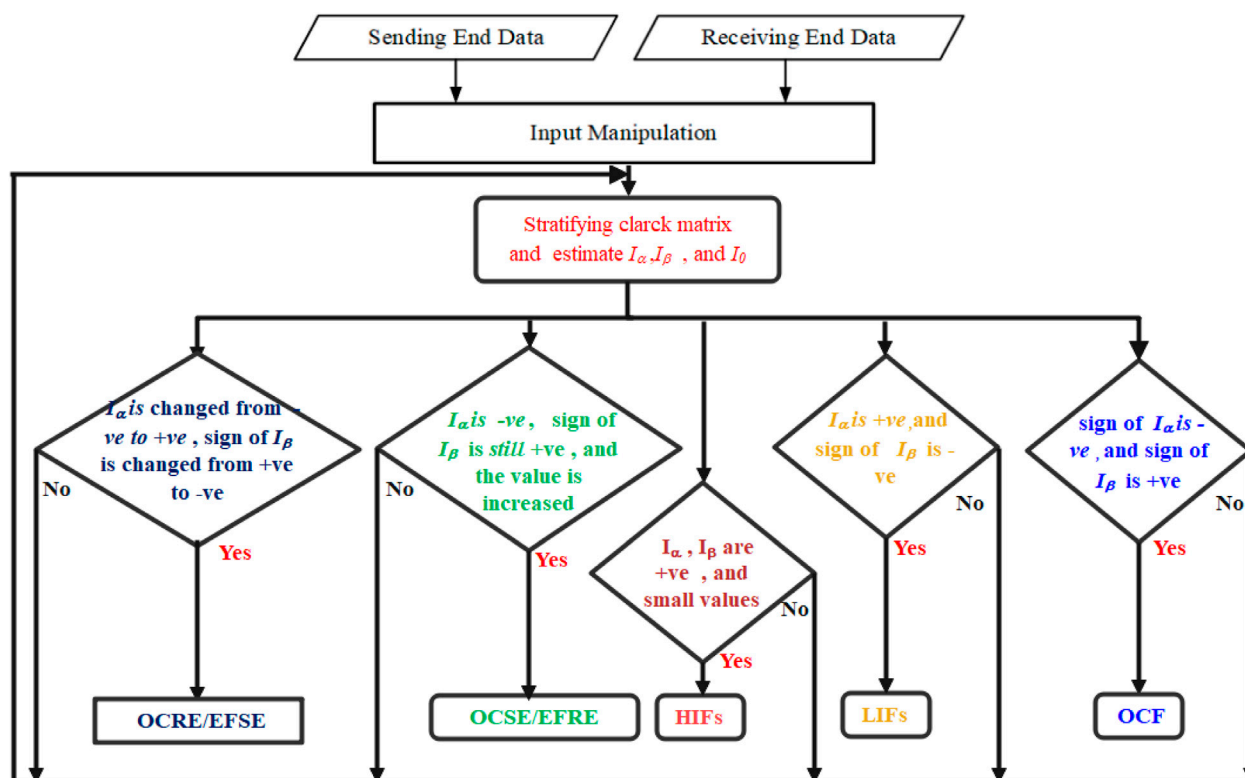 Sending End Data
Receiving End Data
Input Manipulation
Stratifying clarck matrix
and estimate Iα,Iβ , and I0
Iα is changed from -
ve to +ve , sign of Iβ
is changed from +ve
to -ve
No
Yes
OCRE/EFSE
Iα is -ve , sign of
Iβ is still +ve , and
the value is
increased
No
Yes
OCSE/EFRE
Iα , Iβ are
+ve , and
small values
No
Yes
HIFs
Iα is +ve ,and
sign of Iβ is -
ve
No
Yes
LIFs
sign of Iα is -
ve , and sign of
Iβ is +ve
No
Yes
OCF